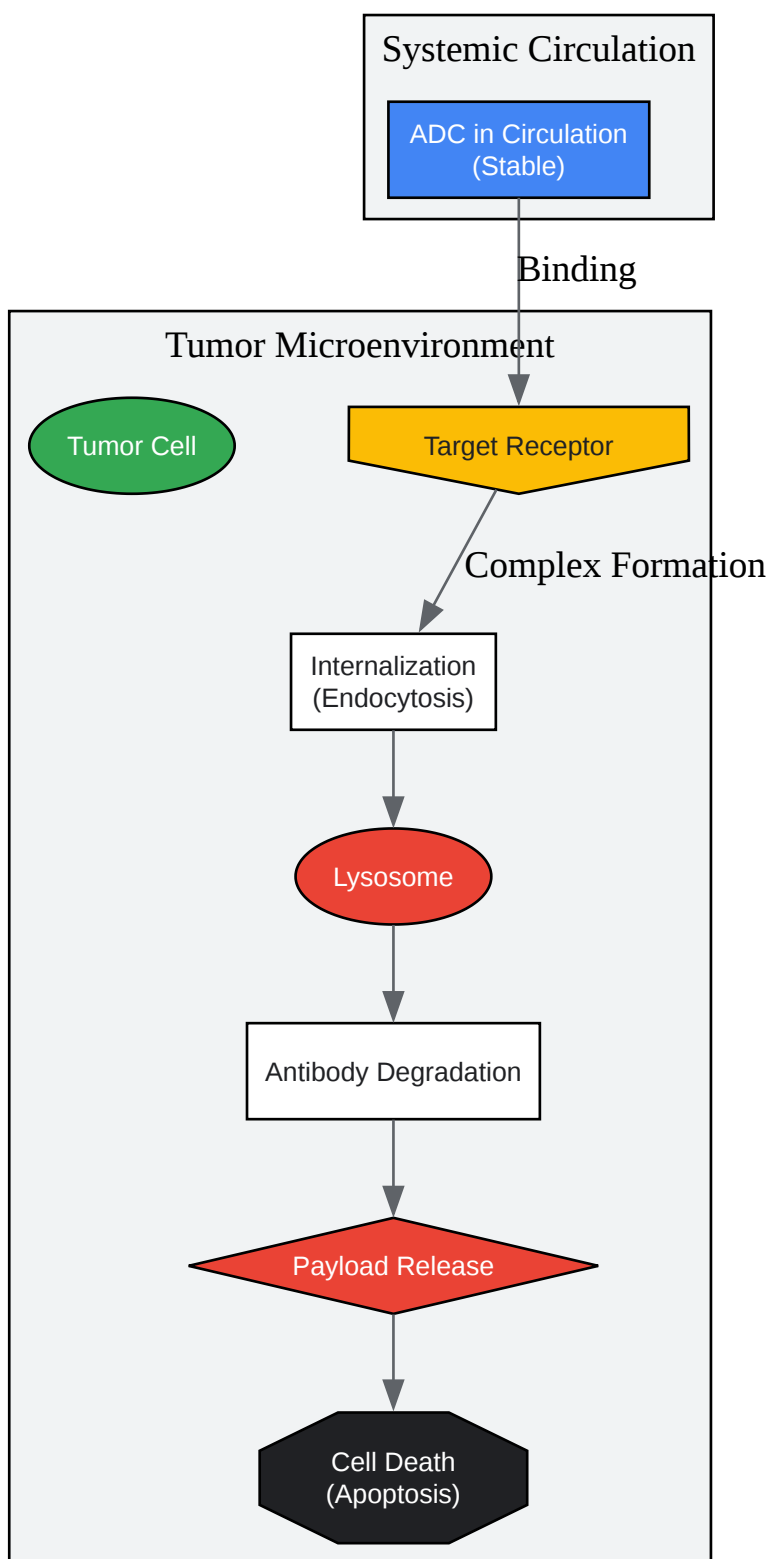 Systemic Circulation
ADC in Circulation
(Stable)
Binding
Tumor Microenvironment
Tumor Cell
Target Receptor
Complex Formation
Internalization
(Endocytosis)
Lysosome
Antibody Degradation
Payload Release
Cell Death
(Apoptosis)